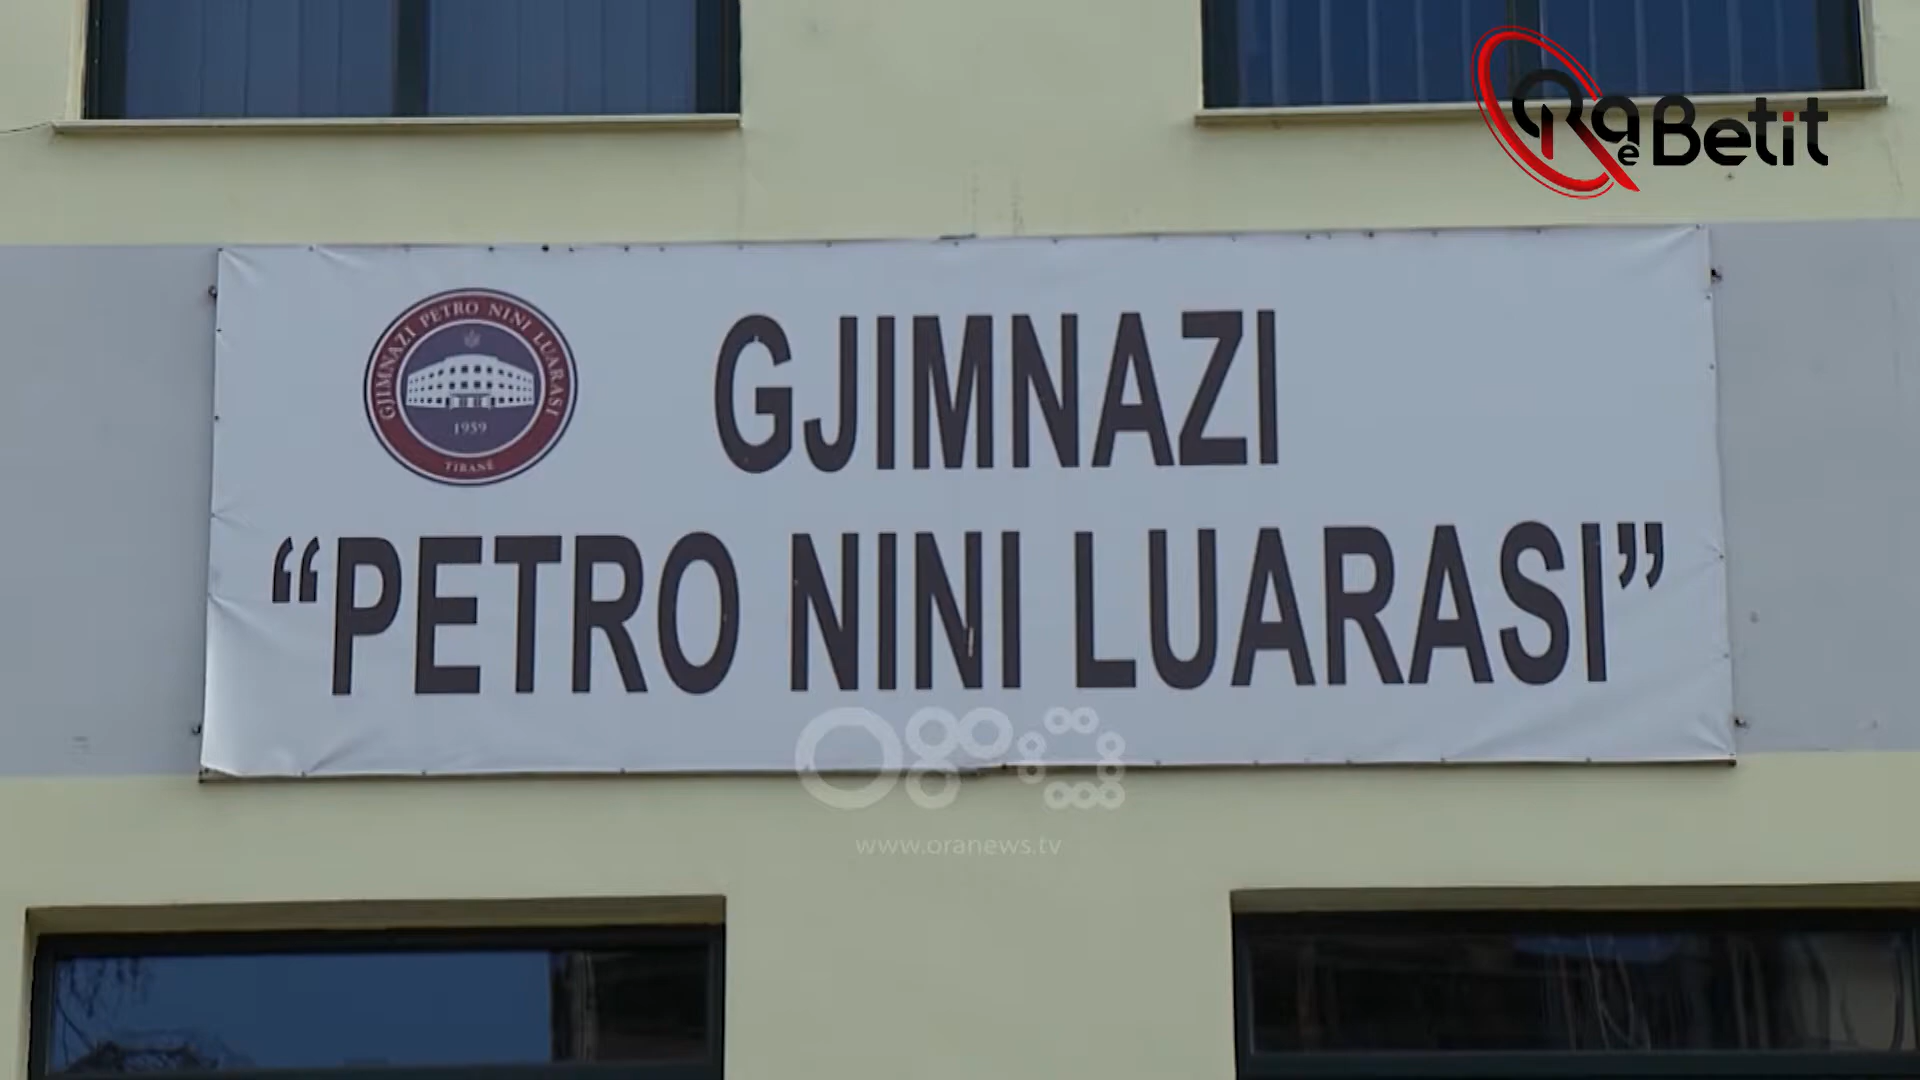 Ora e Betit
GJIMNAZI PETRO NINI LUARASI
1959
TIRANË
GJIMNAZI
“PETRO NINI LUARASI”
www.oranews.tv